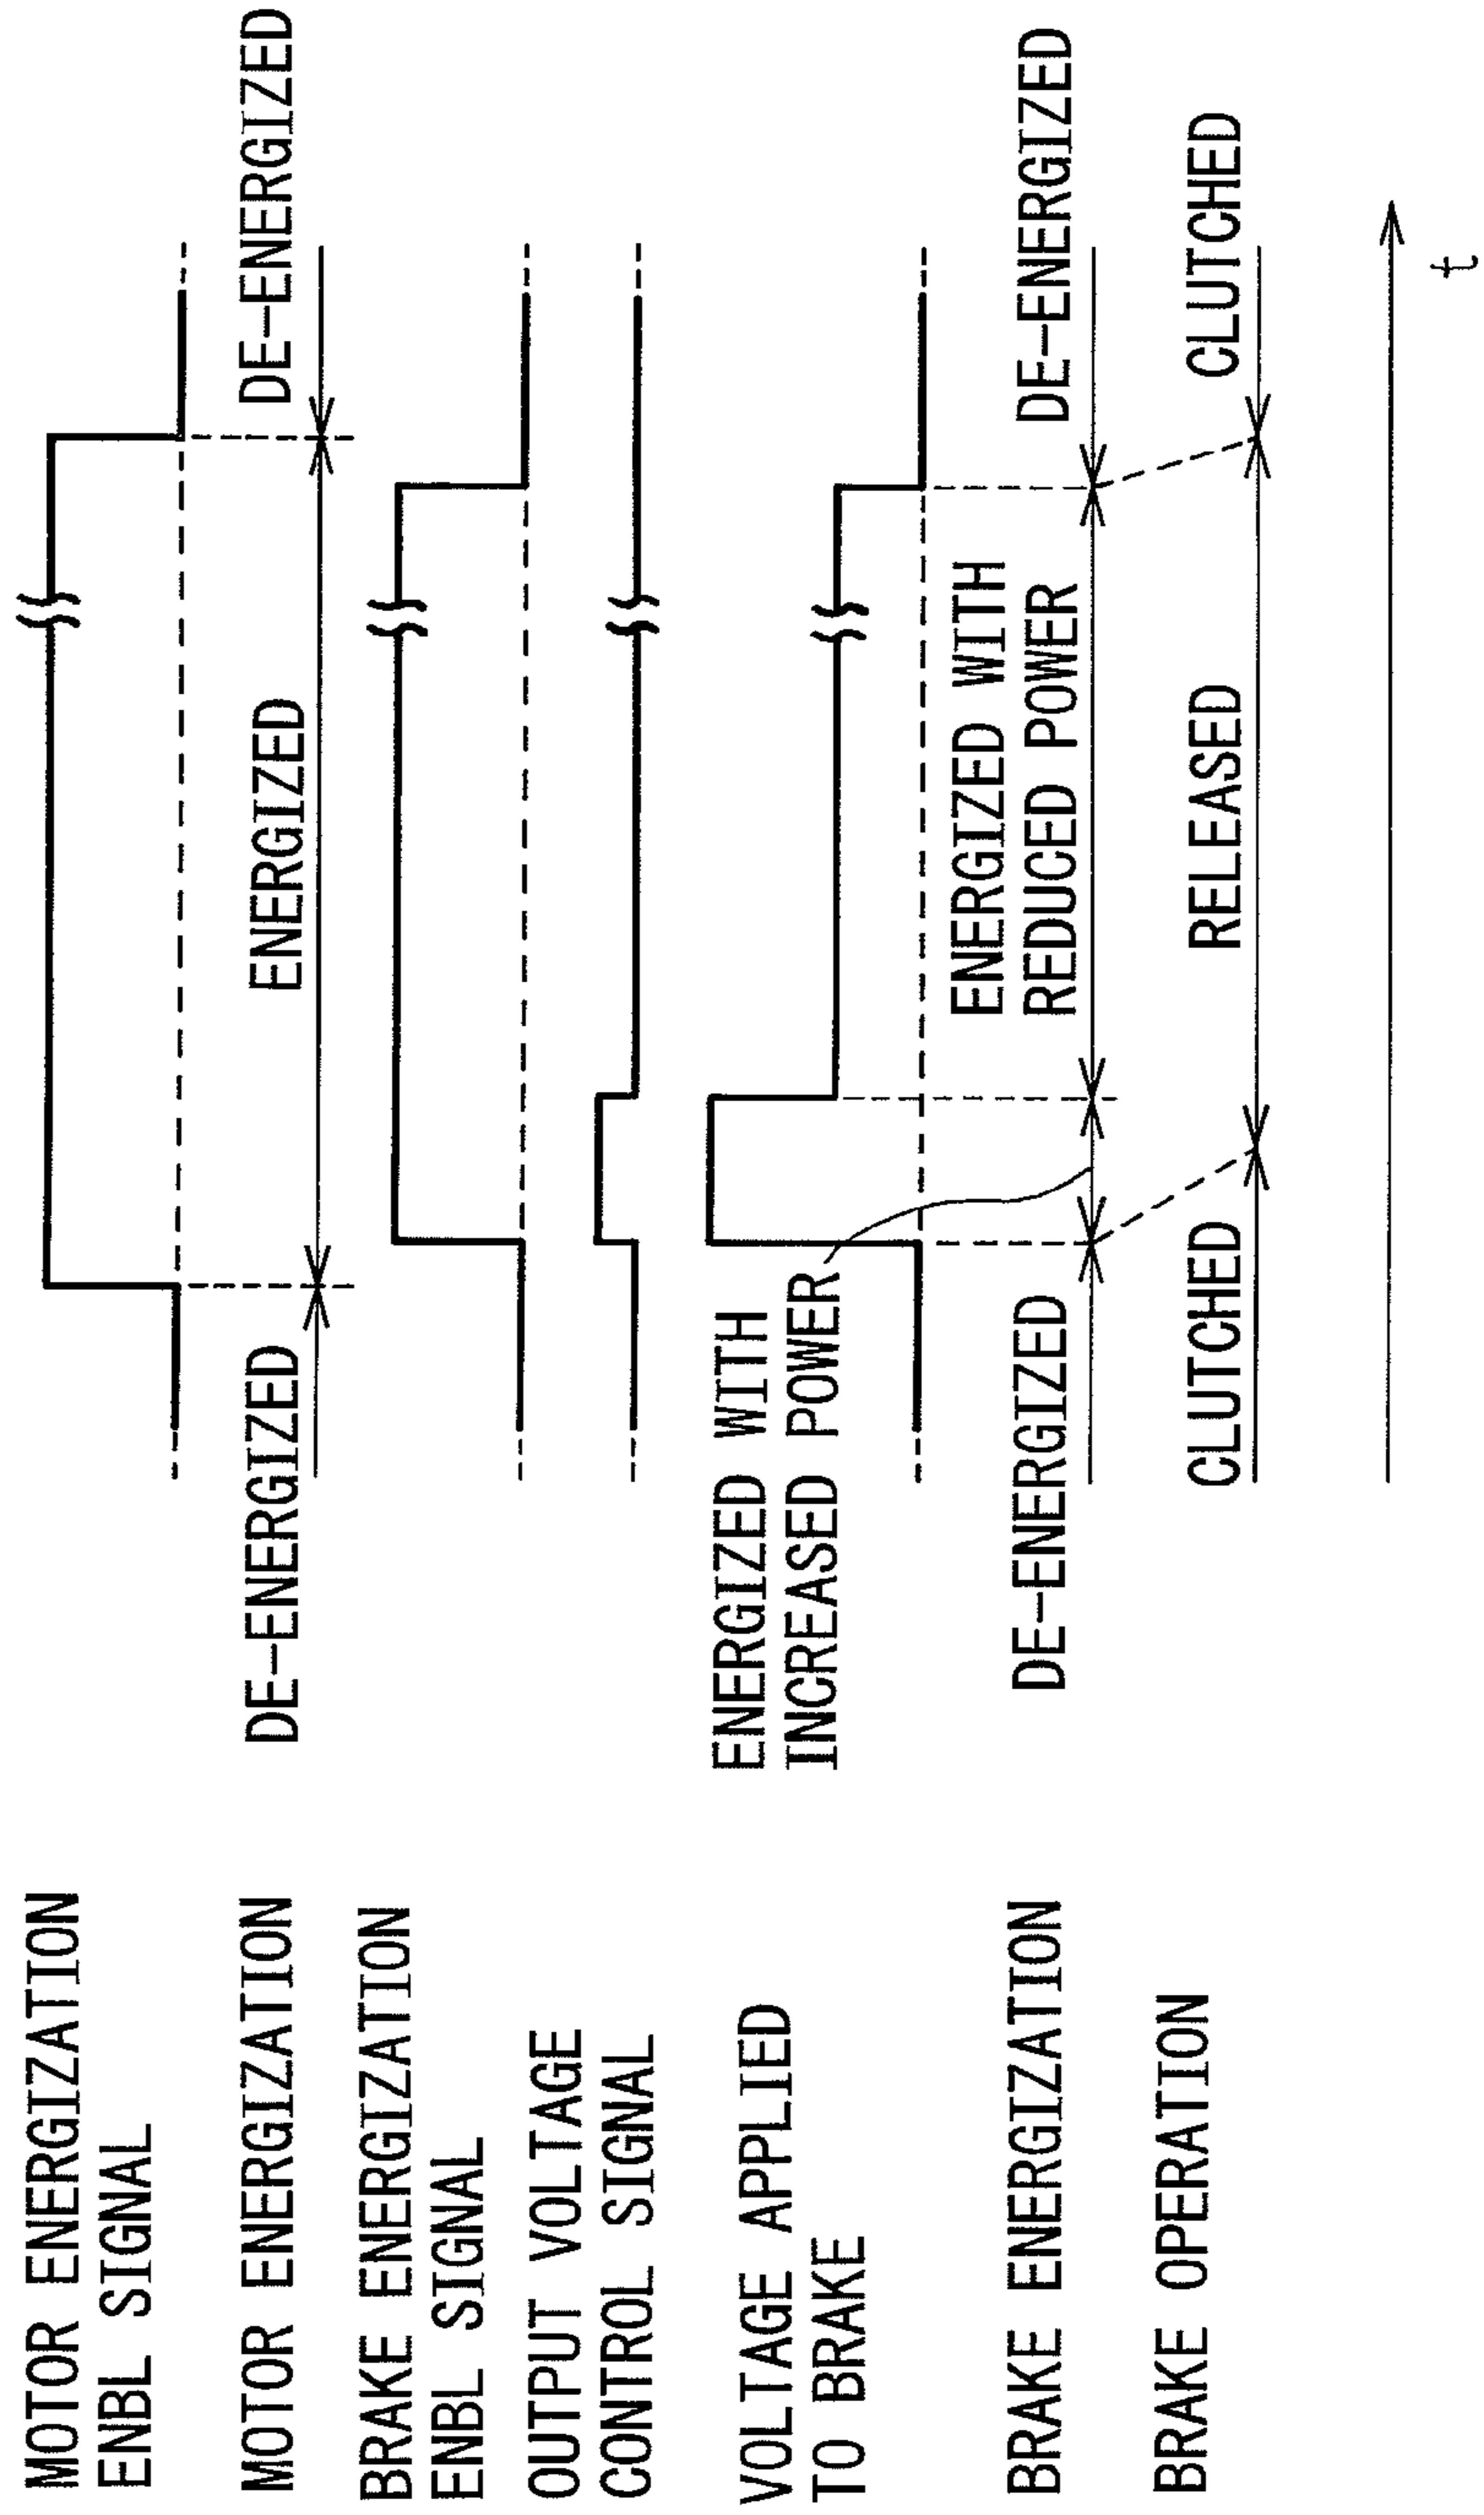 MOTOR ENERGIZATION
ENBL SIGNAL
MOTOR ENERGIZATION
DE-ENERGIZED
ENERGIZED
DE-ENERGIZED
BRAKE ENERGIZATION
ENBL SIGNAL
OUTPUT VOLTAGE
CONTROL SIGNAL
VOLTAGE APPLIED
TO BRAKE
ENERGIZED WITH
INCREASED POWER
ENERGIZED WITH
REDUCED POWER
BRAKE ENERGIZATION
DE-ENERGIZED
DE-ENERGIZED
BRAKE OPERATION
CLUTCHED
RELEASED
CLUTCHED
t